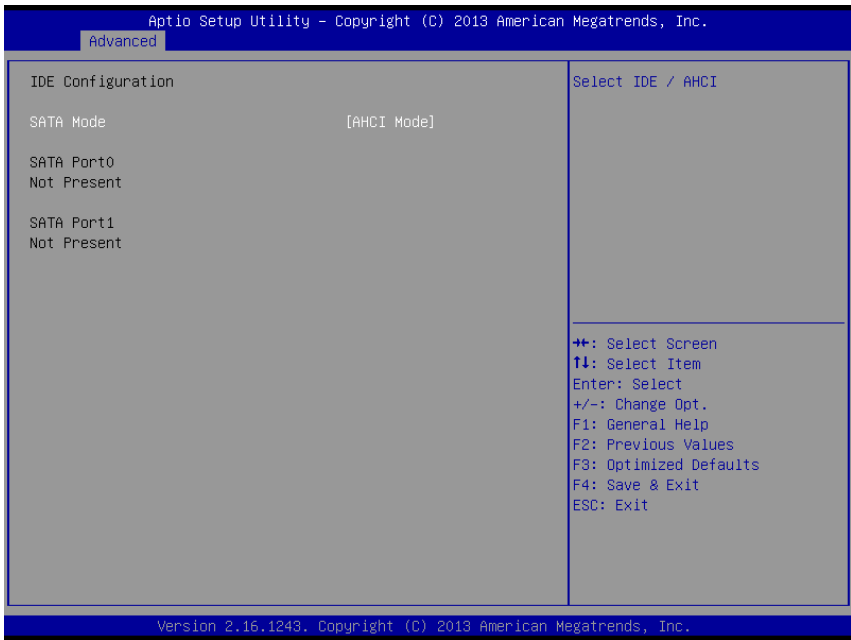 Aptio Setup Utility – Copyright (C) 2013 American Megatrends, Inc.
Advanced
IDE Configuration
SATA Mode [AHCI Mode]
SATA Port0
Not Present
SATA Port1
Not Present
Select IDE / AHCI
→←: Select Screen
↑↓: Select Item
Enter: Select
+/-: Change Opt.
F1: General Help
F2: Previous Values
F3: Optimized Defaults
F4: Save & Exit
ESC: Exit
Version 2.16.1243. Copyright (C) 2013 American Megatrends, Inc.